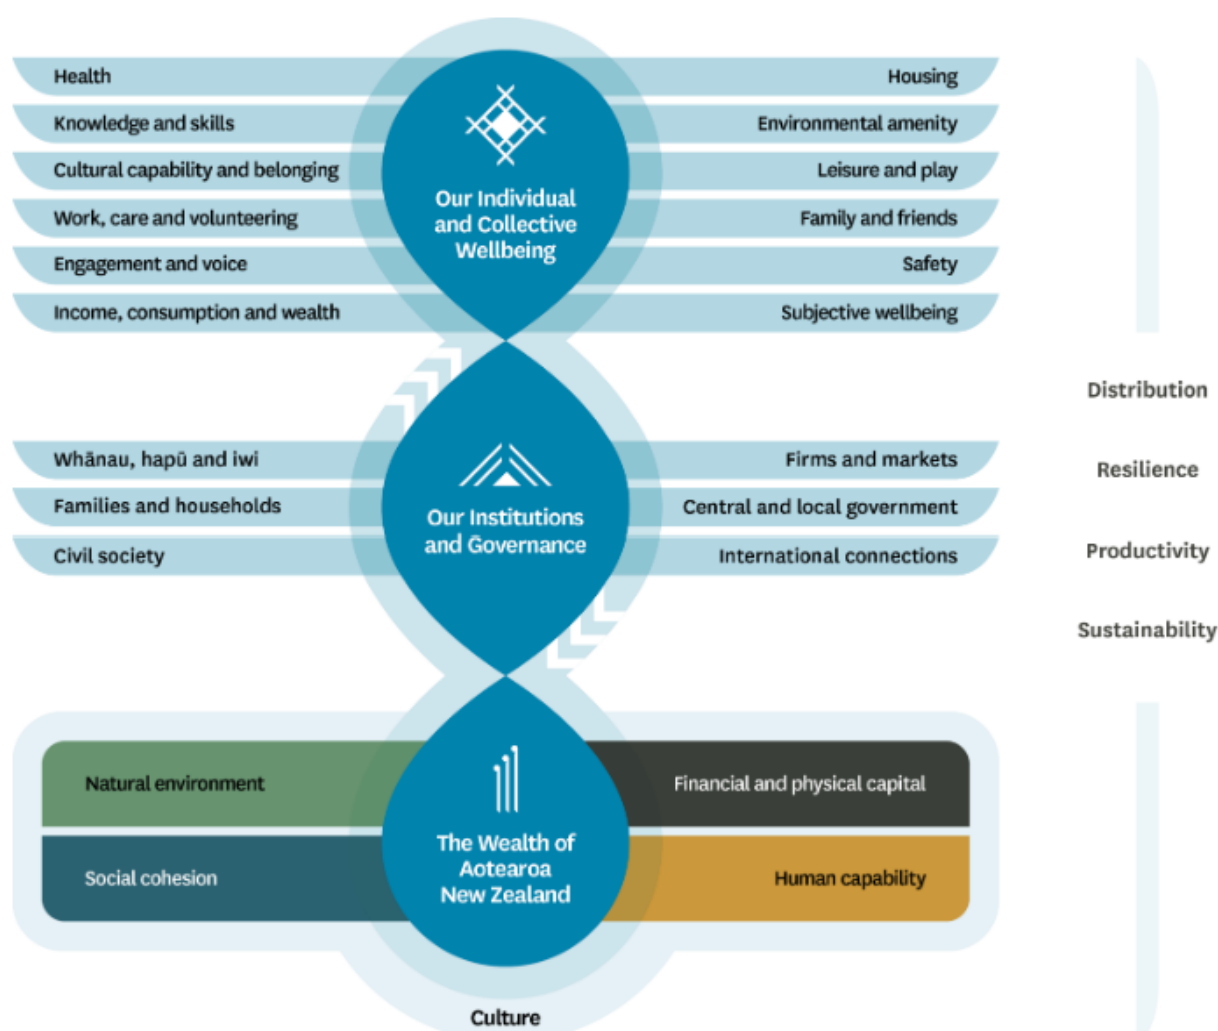 Health
Housing
Knowledge and skills
Environmental amenity
Cultural capability and belonging
Leisure and play
Work, care and volunteering
Family and friends
Engagement and voice
Safety
Income, consumption and wealth
Subjective wellbeing
Our Individual
and Collective
Wellbeing
Whānau, hapū and iwi
Firms and markets
Families and households
Central and local government
Civil society
International connections
Our Institutions
and Governance
Distribution
Resilience
Productivity
Sustainability
Natural environment
Financial and physical capital
Social cohesion
Human capability
The Wealth of
Aotearoa
New Zealand
Culture